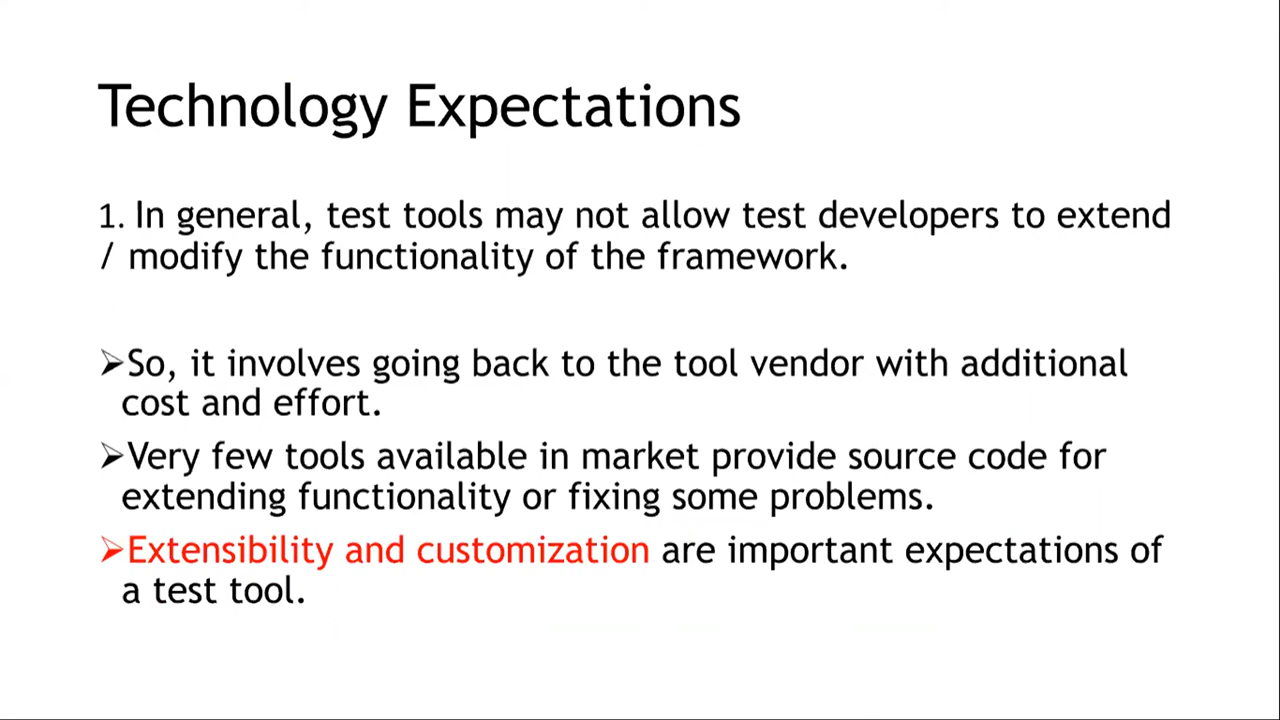 Technology Expectations
1. In general, test tools may not allow test developers to extend
/ modify the functionality of the framework.
➢So, it involves going back to the tool vendor with additional
cost and effort.
➢Very few tools available in market provide source code for
extending functionality or fixing some problems.
➢Extensibility and customization are important expectations of
a test tool.